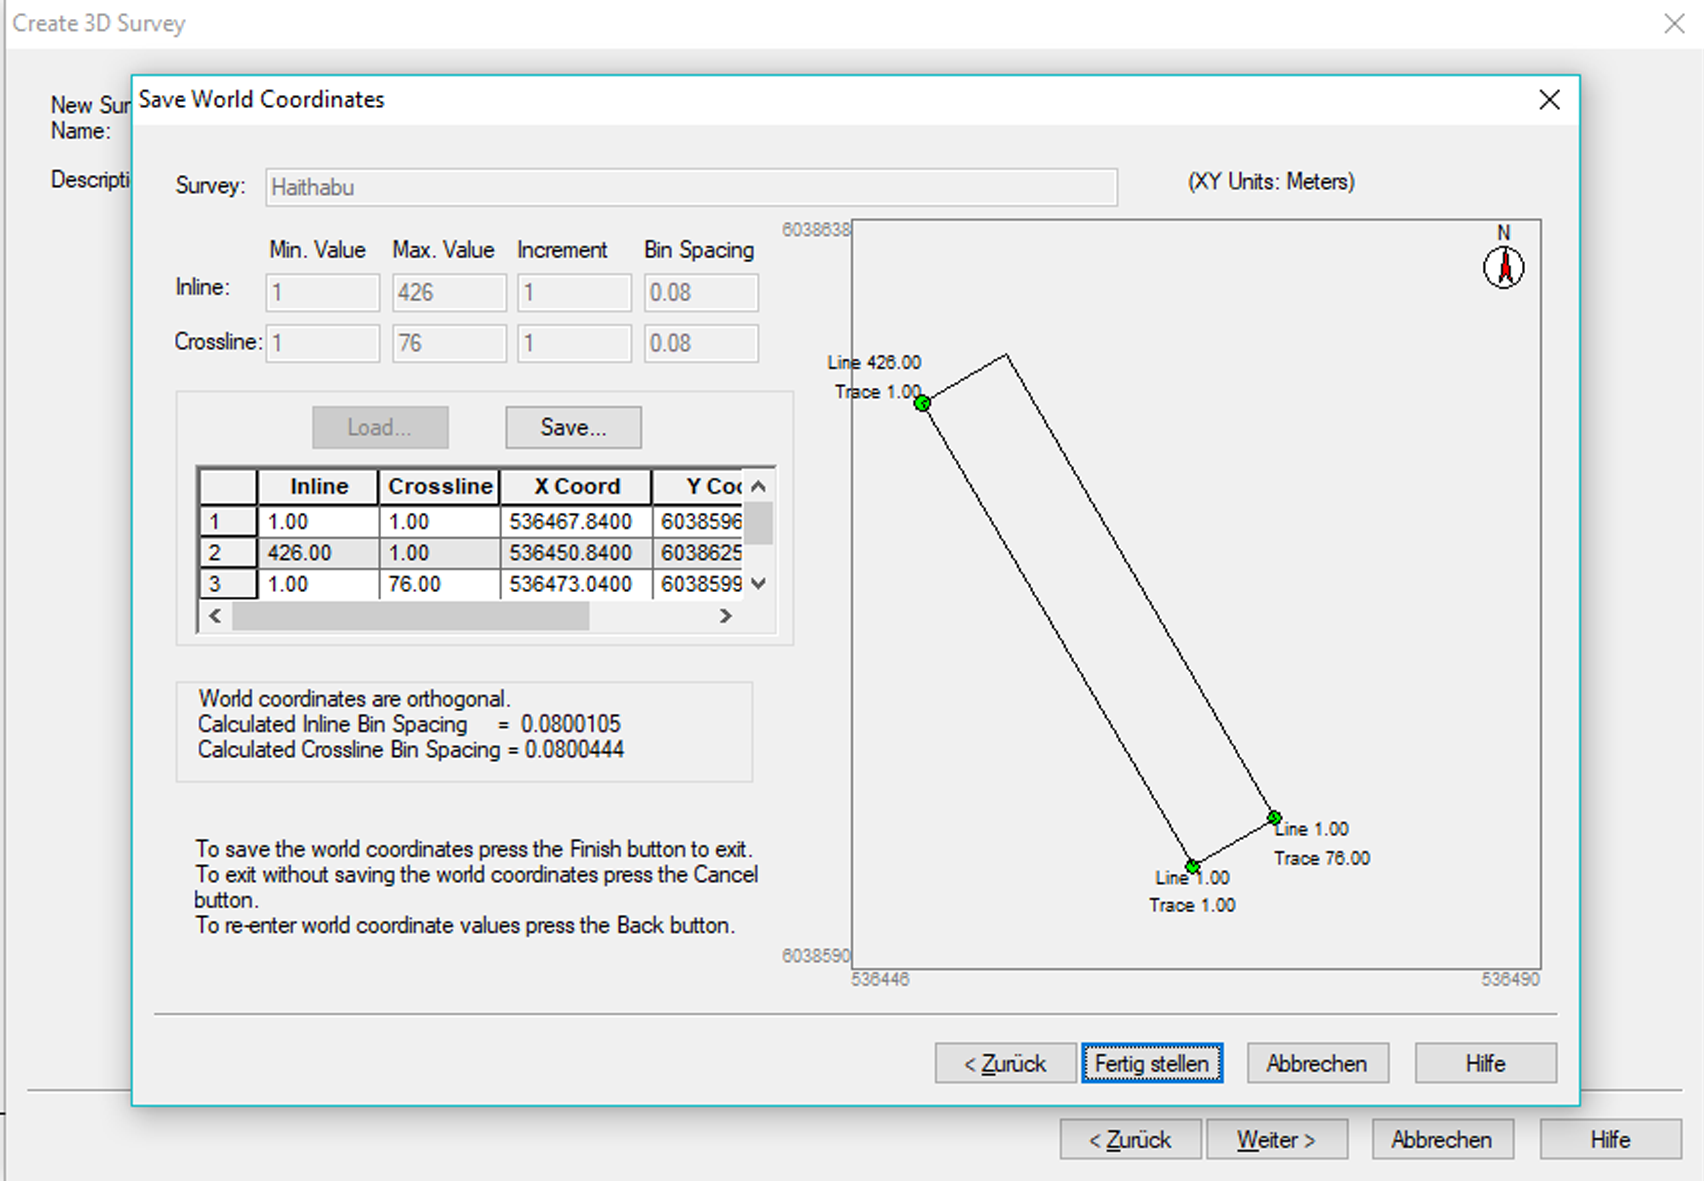 Create 3D Survey
New Sur
Name:
Descripti
Save World Coordinates
Survey: Haithabu (XY Units: Meters)
Min. Value Max. Value Increment Bin Spacing
Inline: 1 426 1 0.08
Crossline: 1 76 1 0.08
Load... Save...
Inline Crossline X Coord Y Coo
1 1.00 1.00 536467.8400 6038596
2 426.00 1.00 536450.8400 6038625
3 1.00 76.00 536473.0400 6038599
World coordinates are orthogonal.
Calculated Inline Bin Spacing = 0.0800105
Calculated Crossline Bin Spacing = 0.0800444
To save the world coordinates press the Finish button to exit.
To exit without saving the world coordinates press the Cancel
button.
To re-enter world coordinate values press the Back button.
6038638
N
Line 426.00
Trace 1.00
Line 1.00
Trace 76.00
Line 1.00
Trace 1.00
6038590
536446 536490
< Zurück Fertig stellen Abbrechen Hilfe
< Zurück Weiter > Abbrechen Hilfe